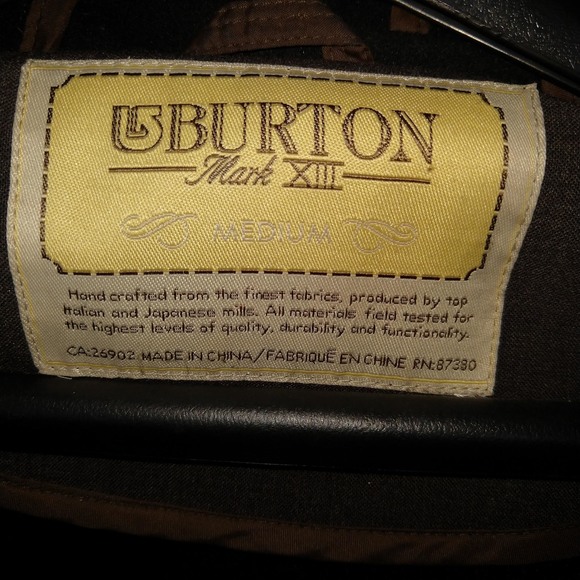 BURTON
Mark XIII
MEDIUM
Hand crafted from the finest fabrics, produced by top
Italian and Japanese mills. All materials field tested for
the highest levels of quality, durability and functionality.
CA:26902 MADE IN CHINA/FABRIQUÉ EN CHINE RN:87380